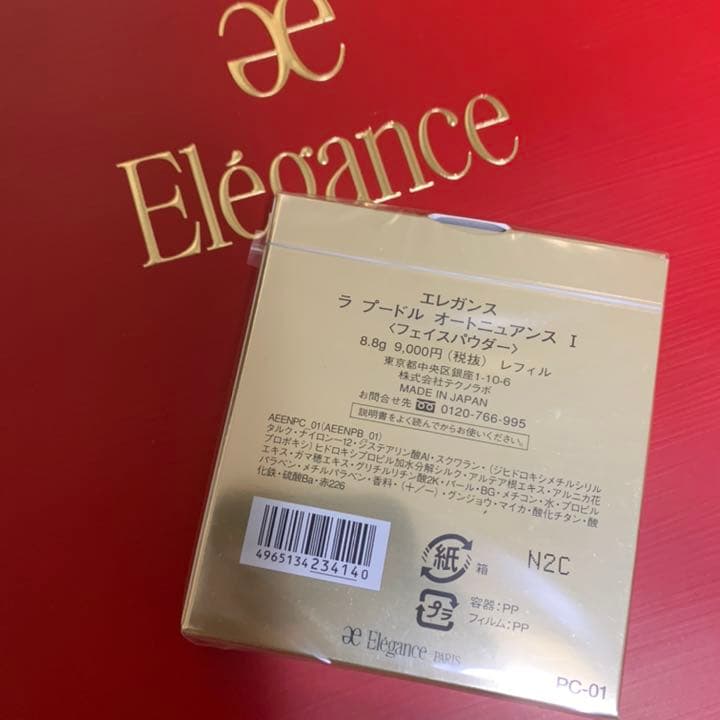 æ
Elégance
エレガンス
ラ プードル オートニュアンス I
〈フェイスパウダー〉
8.8g 9,000円(税抜) レフィル
東京都中央区銀座1-10-6
株式会社テクノラボ
MADE IN JAPAN
お問合せ先 0120-766-995
説明書をよく読んでからお使いください。
AEENPC_01(AEENPB_01)
タルク・ナイロン-12・ジステアリン酸Al・スクワラン・(ジヒドロキシメチルシリル
プロポキシ)ヒドロキシプロピル加水分解シルク・アルテア根エキス・アルニカ花
エキス・ガマ穂エキス・グリチルリチン酸2K・パール・BG・メチコン・水・プロピル
パラベン・メチルパラベン・香料・(+/-)・グンジョウ・マイカ・酸化チタン・酸
化鉄・硫酸Ba・赤226
4965134234140
紙
箱
N2C
プラ
容器:PP
フィルム:PP
æ Elégance PARIS
PC-01